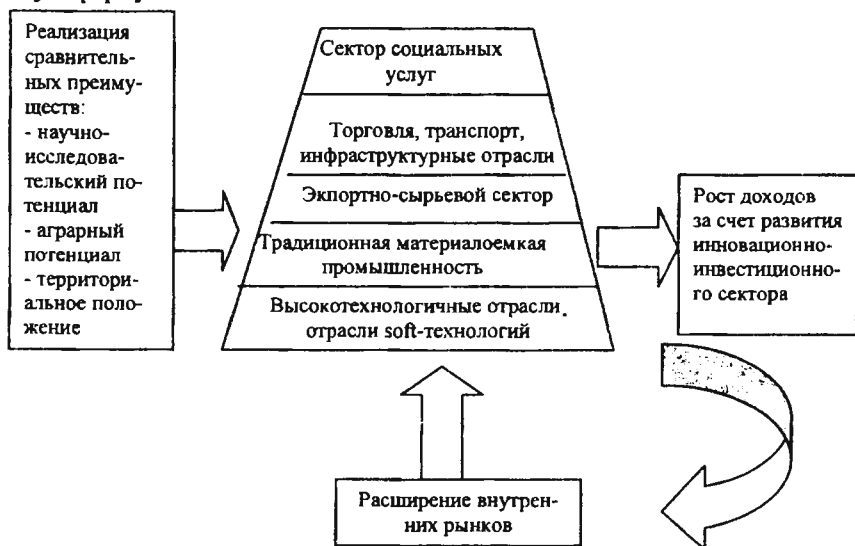 Реализация
сравнитель-
ных преиму-
ществ:
- научно-
исследова-
тельский по-
тенциал
- аграрный
потенциал
- территори-
альное поло-
жение
Сектор социальных
услуг
Торговля, транспорт,
инфраструктурные отрасли
Экпортно-сырьевой сектор
Традиционная материалоемкая
промышленность
Высокотехнологичные отрасли,
отрасли soft-технологий
Рост доходов
за счет развития
инновационно-
инвестиционно-
го сектора
Расширение внутрен-
них рынков